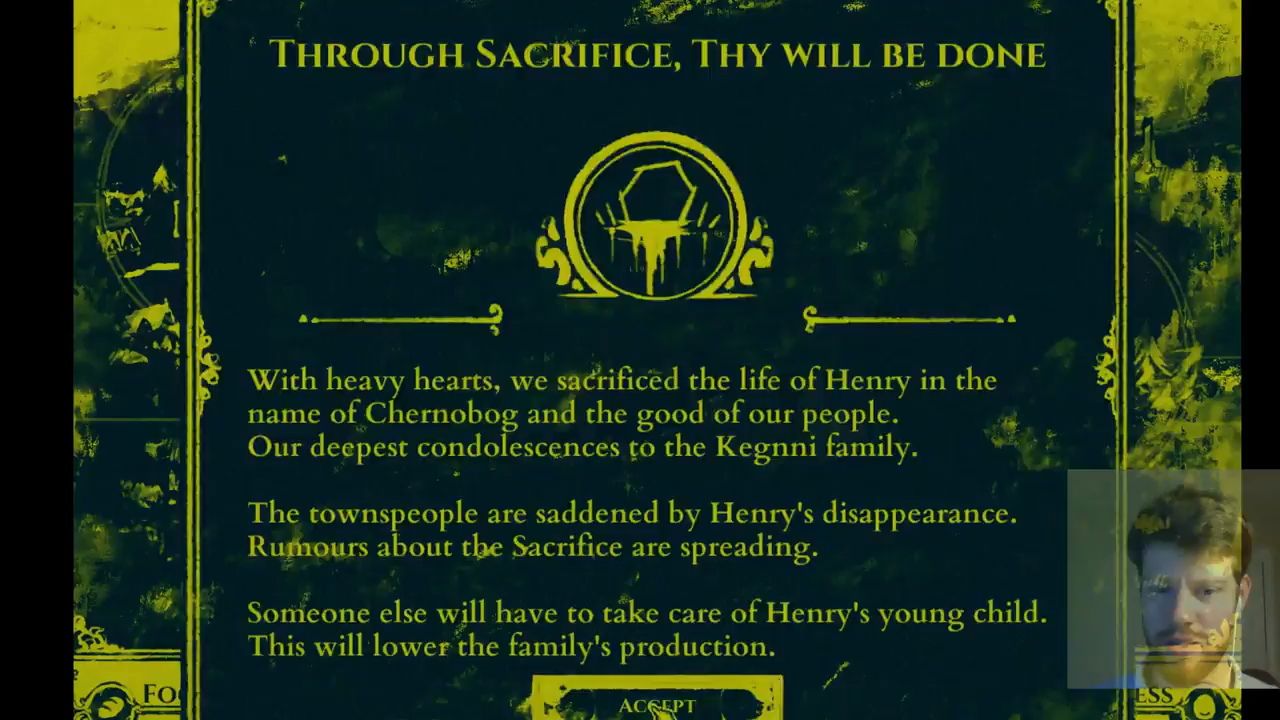 THROUGH SACRIFICE, THY WILL BE DONE
With heavy hearts, we sacrificed the life of Henry in the
name of Chernobog and the good of our people.
Our deepest condolescences to the Kegnni family.
The townspeople are saddened by Henry's disappearance.
Rumours about the Sacrifice are spreading.
Someone else will have to take care of Henry's young child.
This will lower the family's production.
ACCEPT